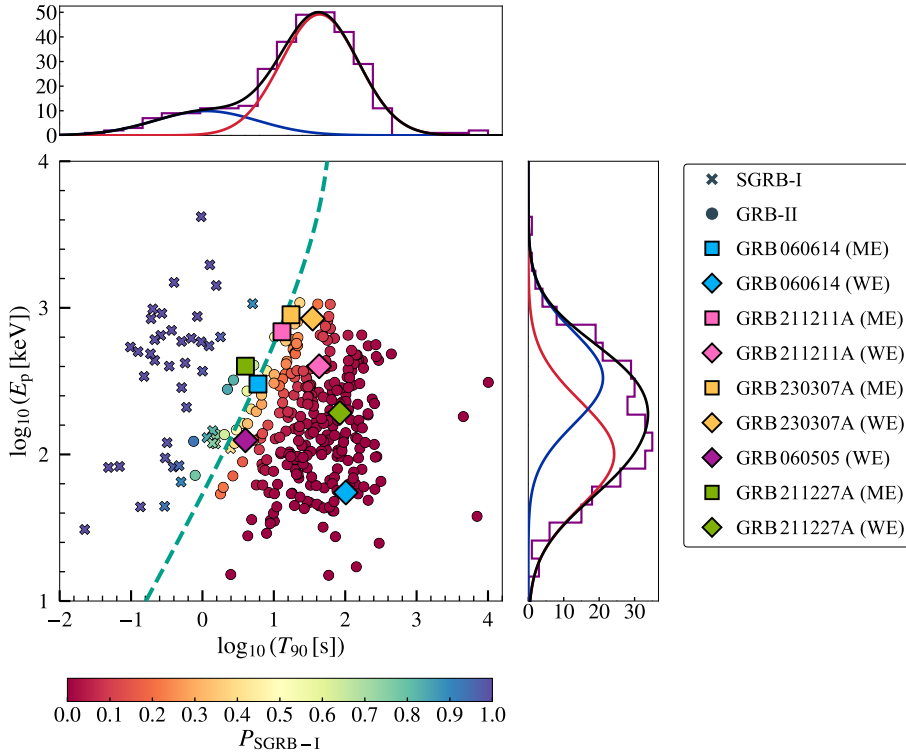 50
40
30
20
10
0
4
3
2
1
log₁₀(Eₚ [keV])
−2 −1 0 1 2 3 4
log₁₀(T₉₀ [s])
0 10 20 30
SGRB-I
GRB-II
GRB 060614 (ME)
GRB 060614 (WE)
GRB 211211A (ME)
GRB 211211A (WE)
GRB 230307A (ME)
GRB 230307A (WE)
GRB 060505 (WE)
GRB 211227A (ME)
GRB 211227A (WE)
0.0 0.1 0.2 0.3 0.4 0.5 0.6 0.7 0.8 0.9 1.0
P_SGRB−I